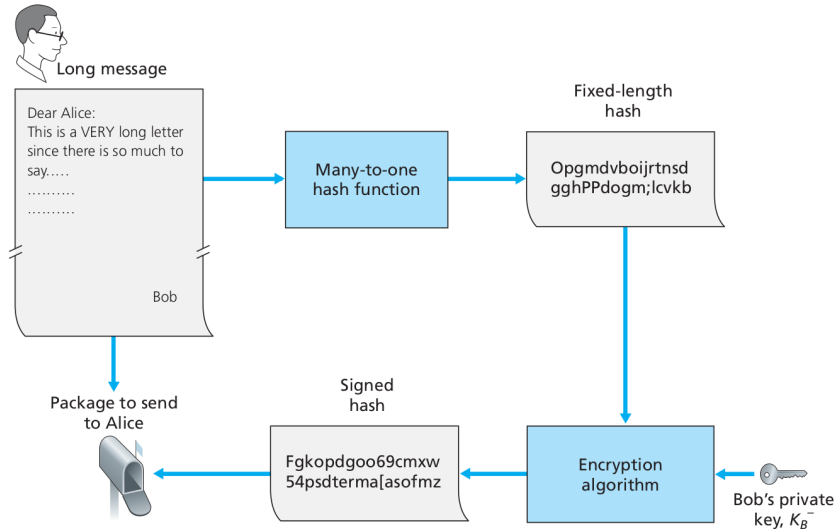 Long message
Dear Alice:
This is a VERY long letter
since there is so much to
say.....
..........
..........
Bob
Many-to-one
hash function
Fixed-length
hash
Opgmdvboijrtnsd
gghPPdogm;lcvkb
Package to send
to Alice
Signed
hash
Fgkopdgoo69cmxw
54psdterma[asofmz
Encryption
algorithm
Bob's private
key, K_B^-